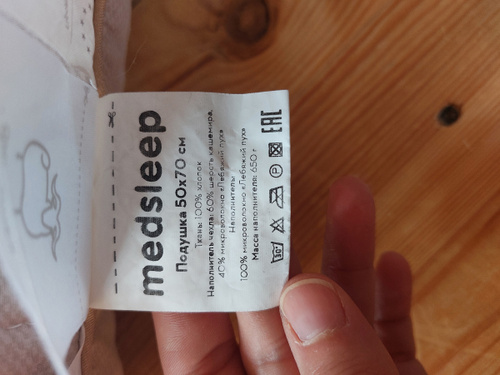 medsleep
Подушка 50х70 см
Ткань: 100% хлопок
Наполнитель чехла: 60% шерсть кашемира,
40% микроволокно «Лебяжий пух»
Наполнитель:
100% микроволокно «Лебяжий пух»
Масса наполнителя: 650 г
30°
P
EAC